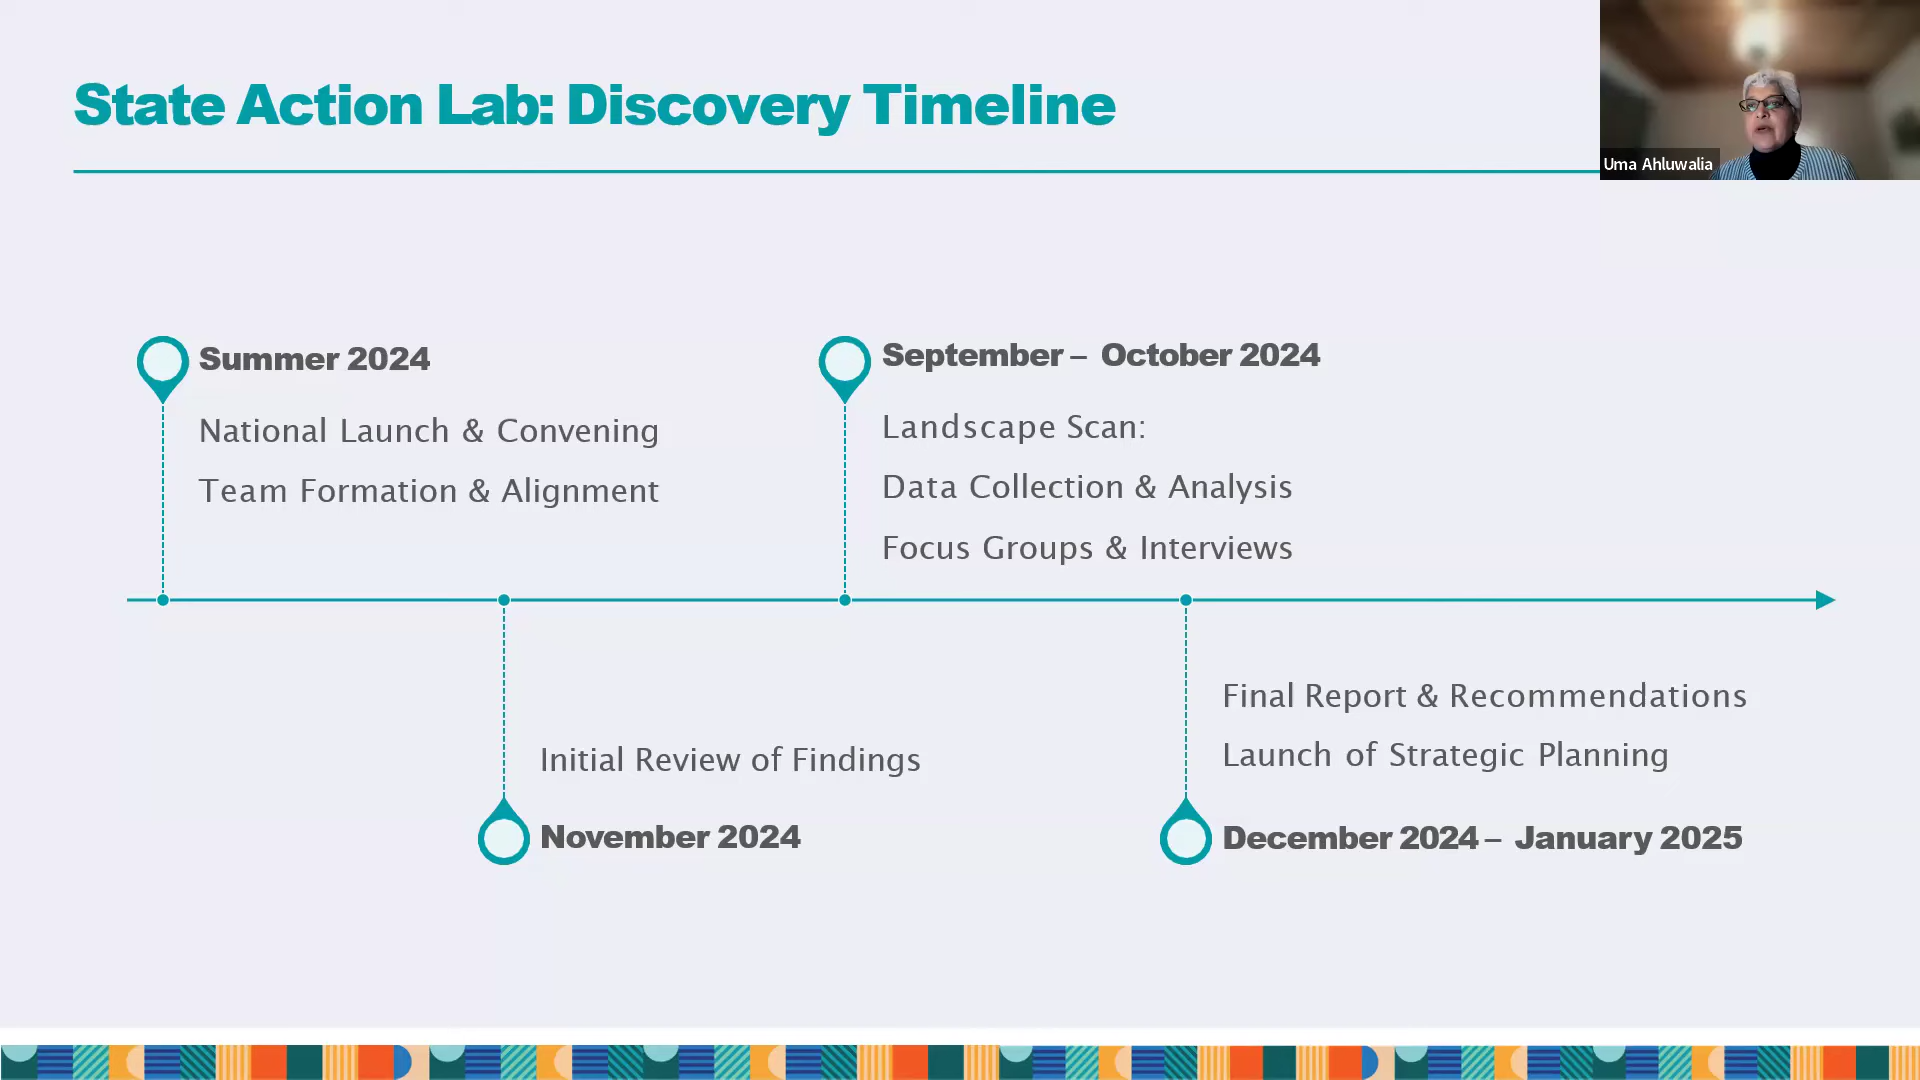 State Action Lab: Discovery Timeline
Uma Ahluwalia
Summer 2024
National Launch & Convening
Team Formation & Alignment
September – October 2024
Landscape Scan:
Data Collection & Analysis
Focus Groups & Interviews
Initial Review of Findings
November 2024
Final Report & Recommendations
Launch of Strategic Planning
December 2024 – January 2025